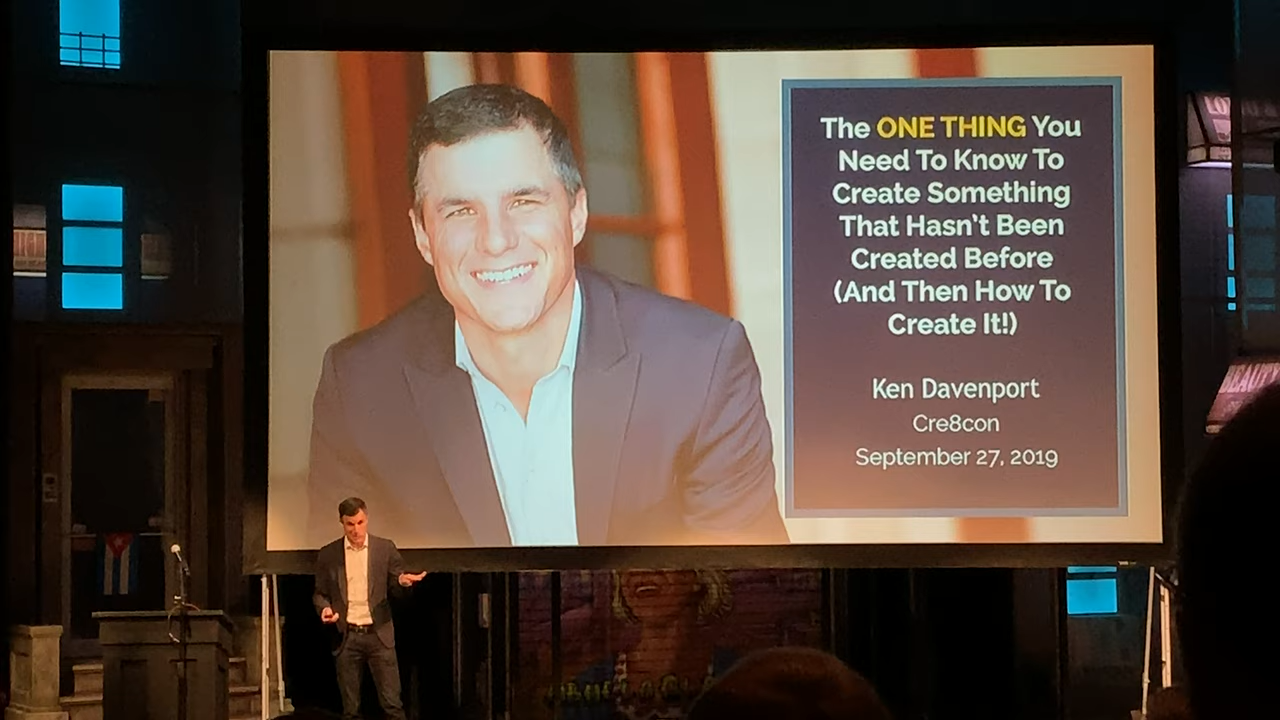 The ONE THING You
Need To Know To
Create Something
That Hasn't Been
Created Before
(And Then How To
Create It!)
Ken Davenport
Cre8con
September 27, 2019
BEAUTY